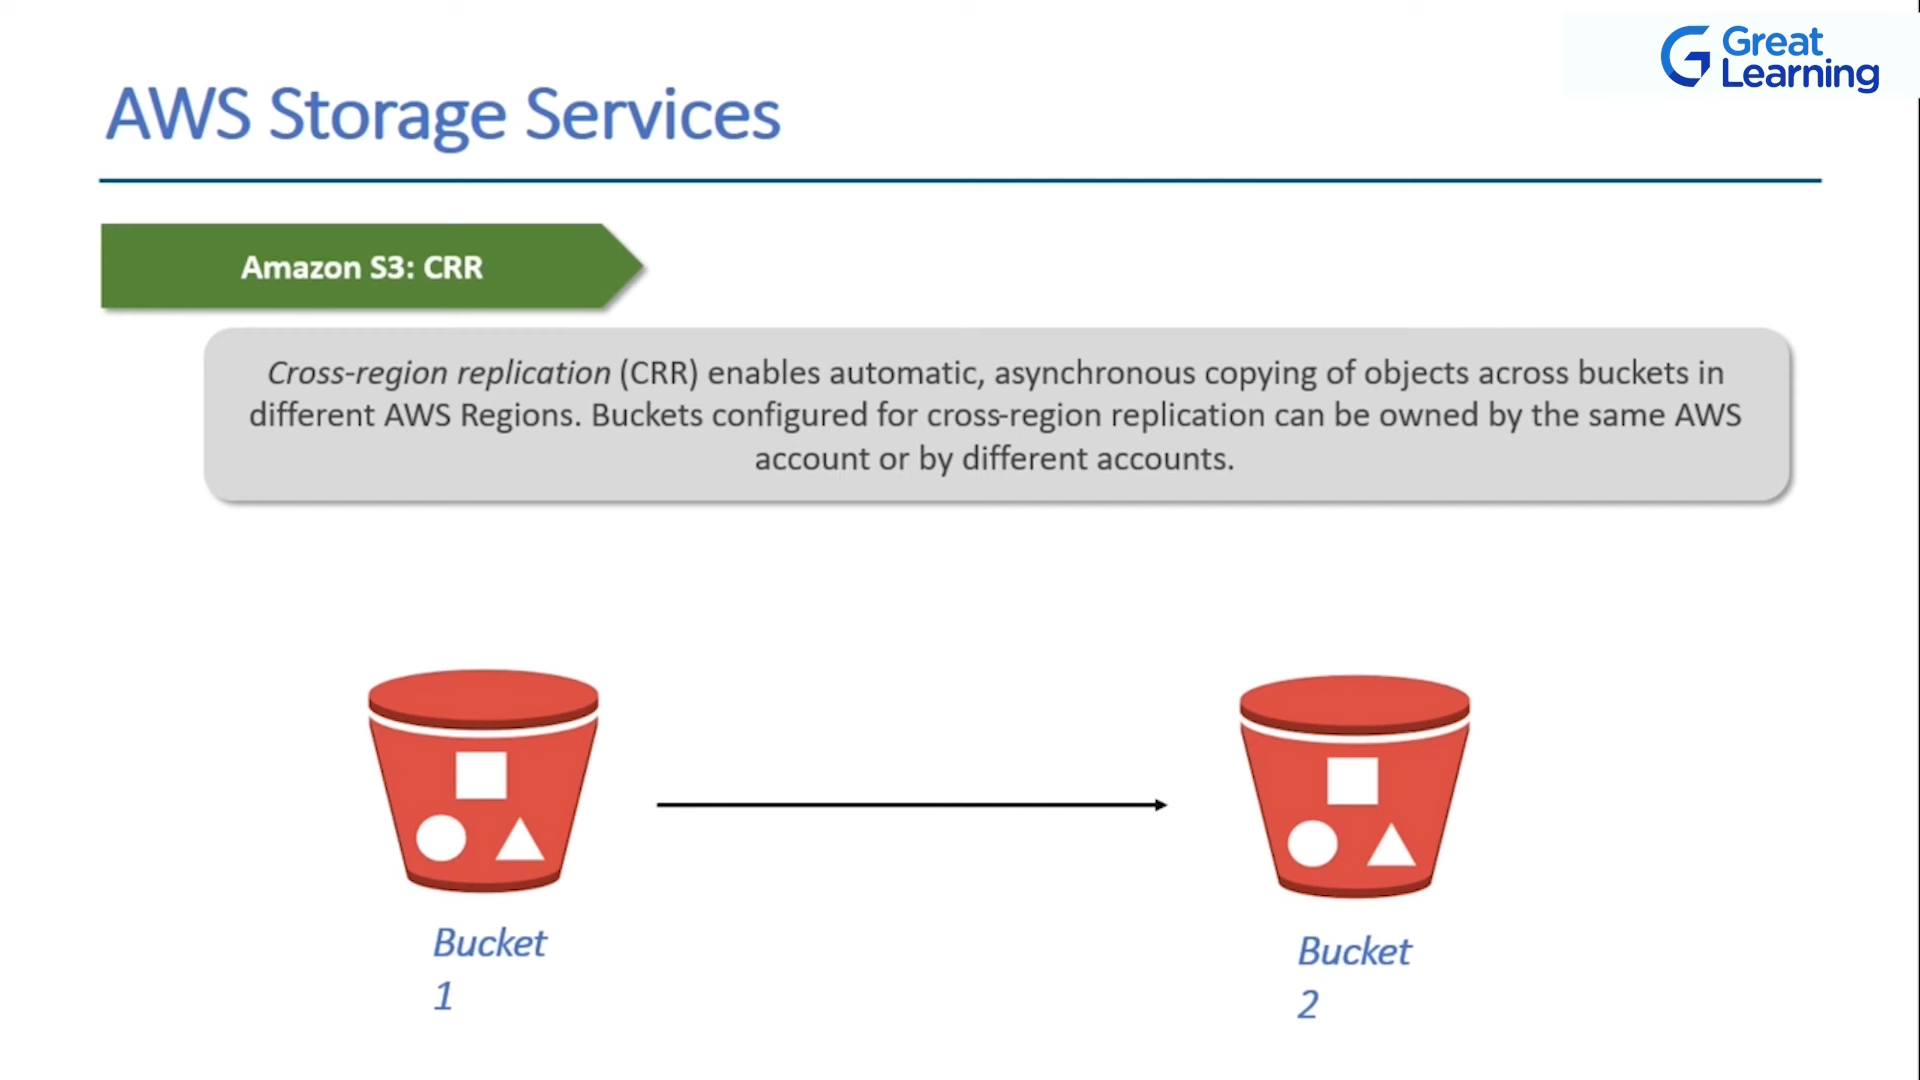 Great
Learning
AWS Storage Services
Amazon S3: CRR
Cross-region replication (CRR) enables automatic, asynchronous copying of objects across buckets in
different AWS Regions. Buckets configured for cross-region replication can be owned by the same AWS
account or by different accounts.
Bucket
1
Bucket
2